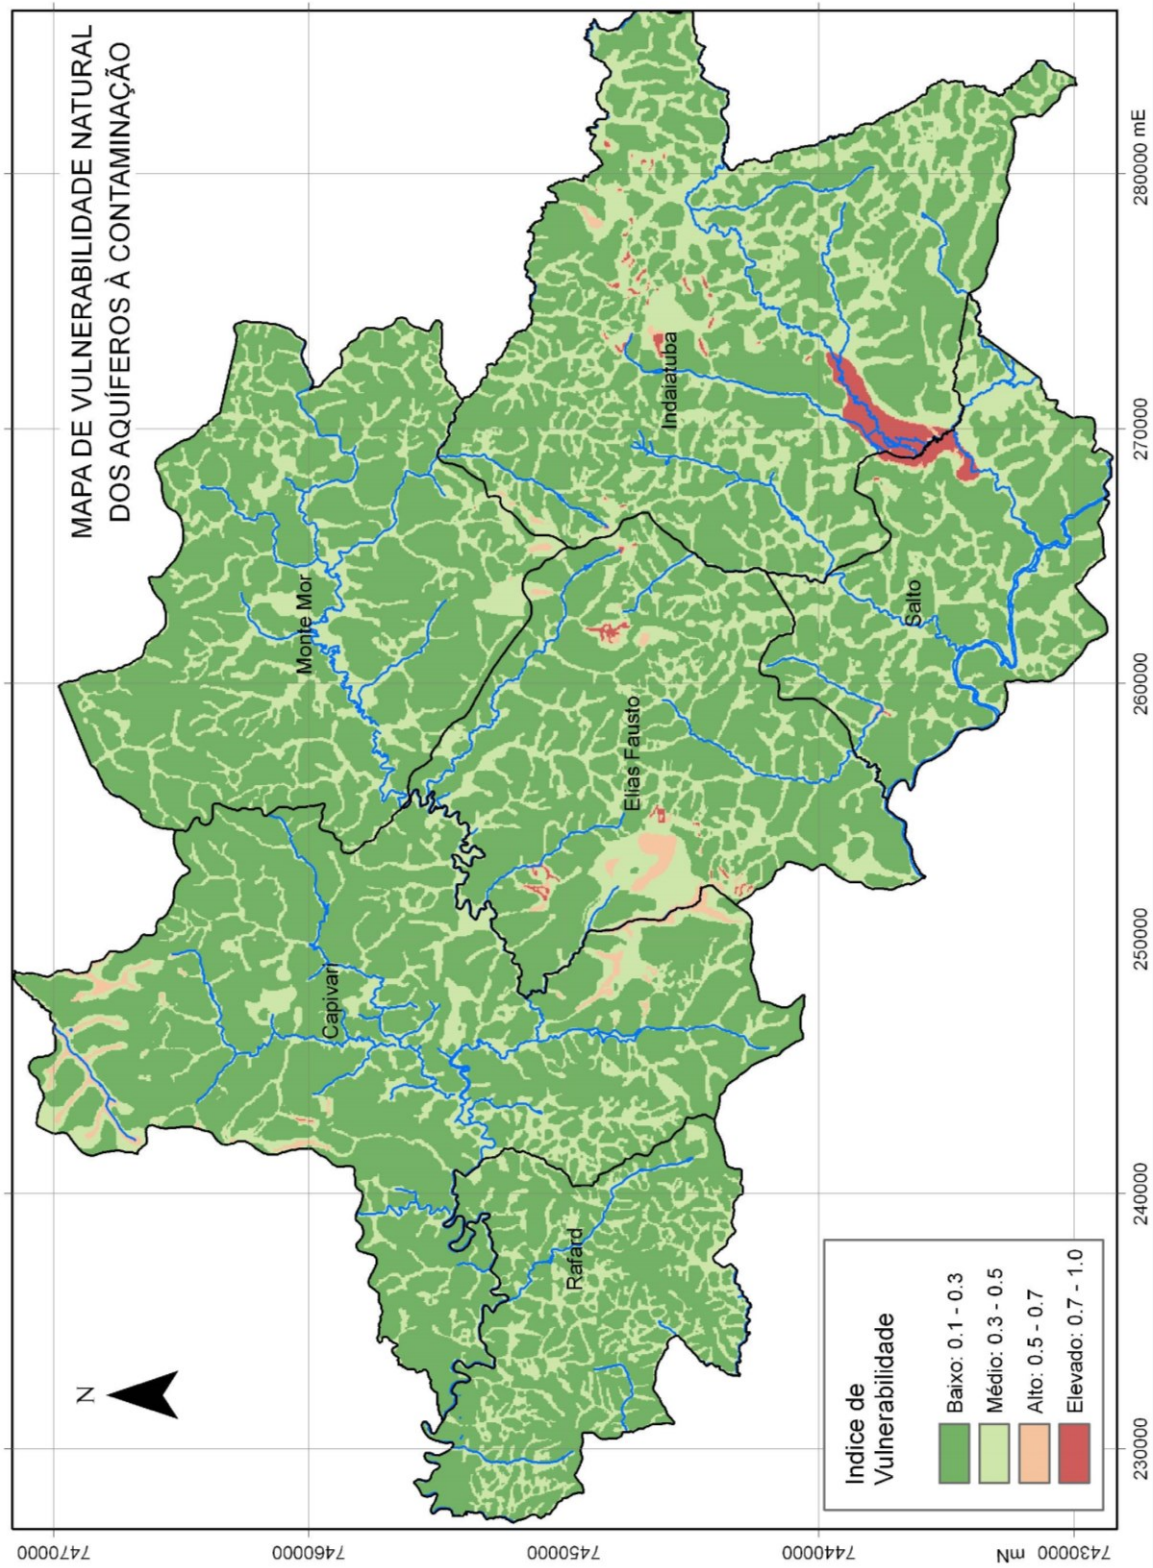 MAPA DE VULNERABILIDADE NATURAL
DOS AQUÍFEROS À CONTAMINAÇÃO
N
Monte Mor
Capivari
Indaiatuba
Elias Fausto
Rafard
Salto
Indice de
Vulnerabilidade
Baixo: 0.1 - 0.3
Médio: 0.3 - 0.5
Alto: 0.5 - 0.7
Elevado: 0.7 - 1.0
7470000
7460000
7450000
7440000
7430000
mN
230000
240000
250000
260000
270000
280000 mE